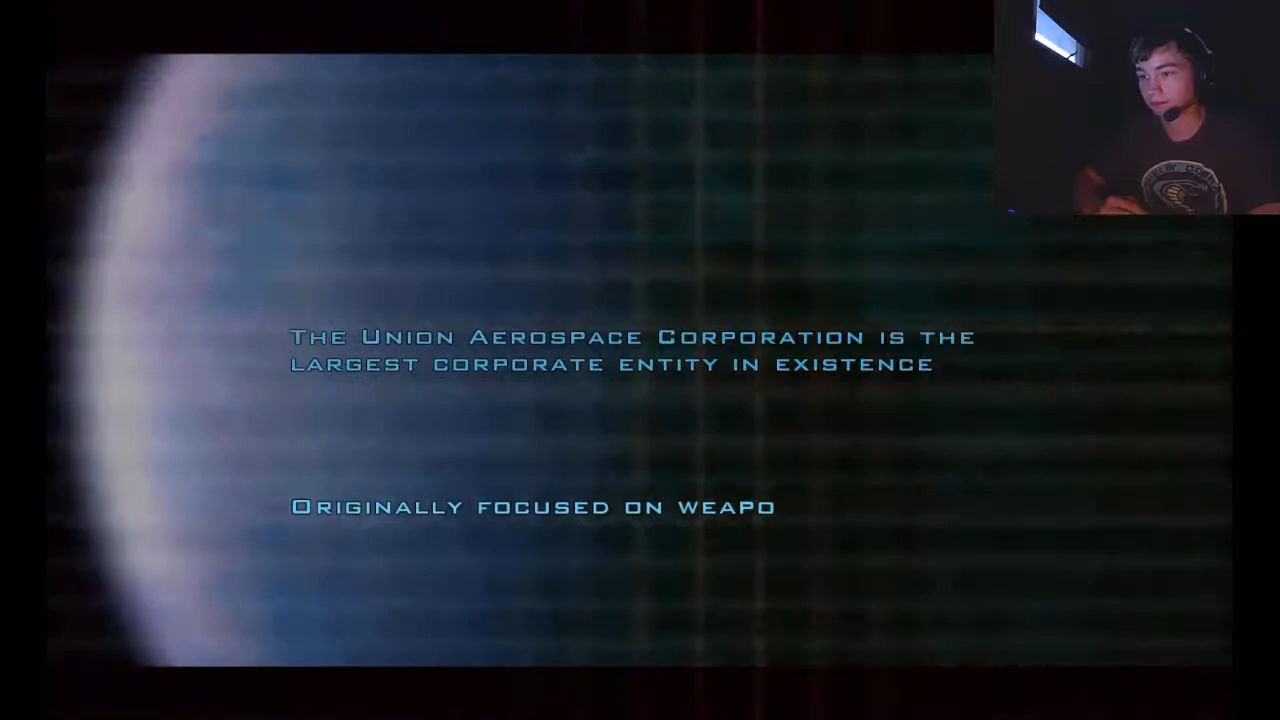 The Union Aerospace Corporation is the
largest corporate entity in existence
Originally focused on weapo